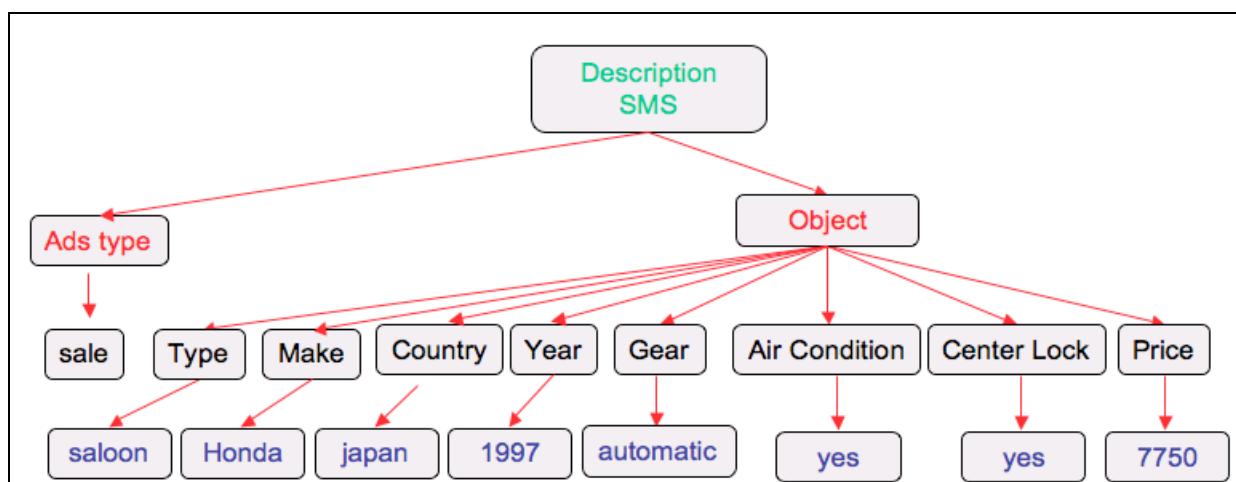 Description
SMS
Ads type
Object
sale
Type
Make
Country
Year
Gear
Air Condition
Center Lock
Price
saloon
Honda
japan
1997
automatic
yes
yes
7750